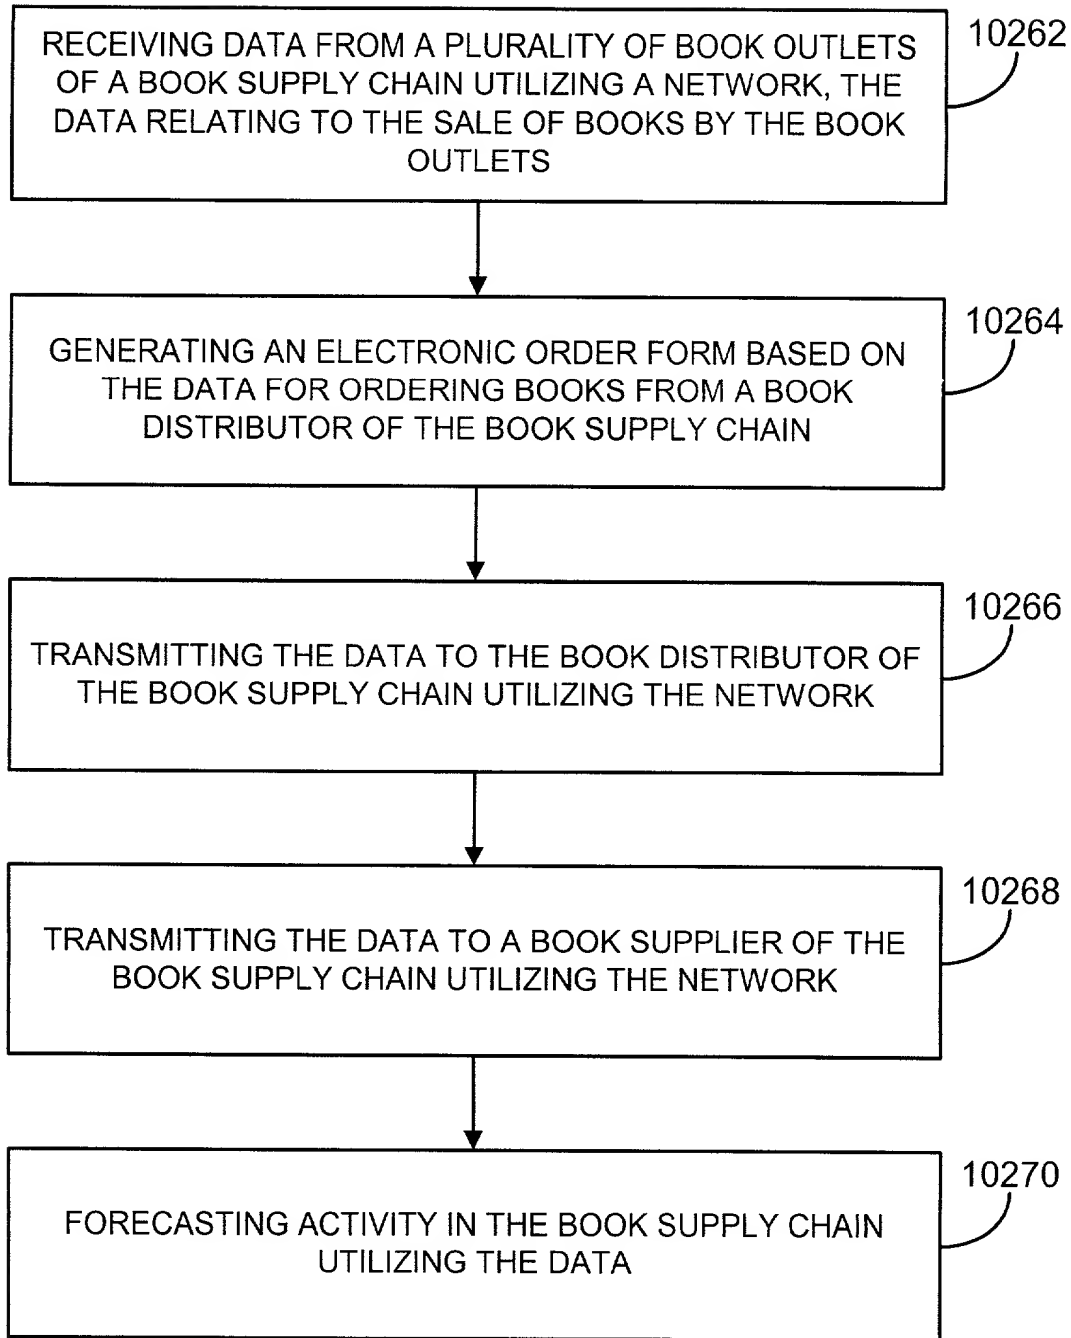 RECEIVING DATA FROM A PLURALITY OF BOOK OUTLETS
OF A BOOK SUPPLY CHAIN UTILIZING A NETWORK, THE
DATA RELATING TO THE SALE OF BOOKS BY THE BOOK
OUTLETS
10262
GENERATING AN ELECTRONIC ORDER FORM BASED ON
THE DATA FOR ORDERING BOOKS FROM A BOOK
DISTRIBUTOR OF THE BOOK SUPPLY CHAIN
10264
TRANSMITTING THE DATA TO THE BOOK DISTRIBUTOR OF
THE BOOK SUPPLY CHAIN UTILIZING THE NETWORK
10266
TRANSMITTING THE DATA TO A BOOK SUPPLIER OF THE
BOOK SUPPLY CHAIN UTILIZING THE NETWORK
10268
FORECASTING ACTIVITY IN THE BOOK SUPPLY CHAIN
UTILIZING THE DATA
10270